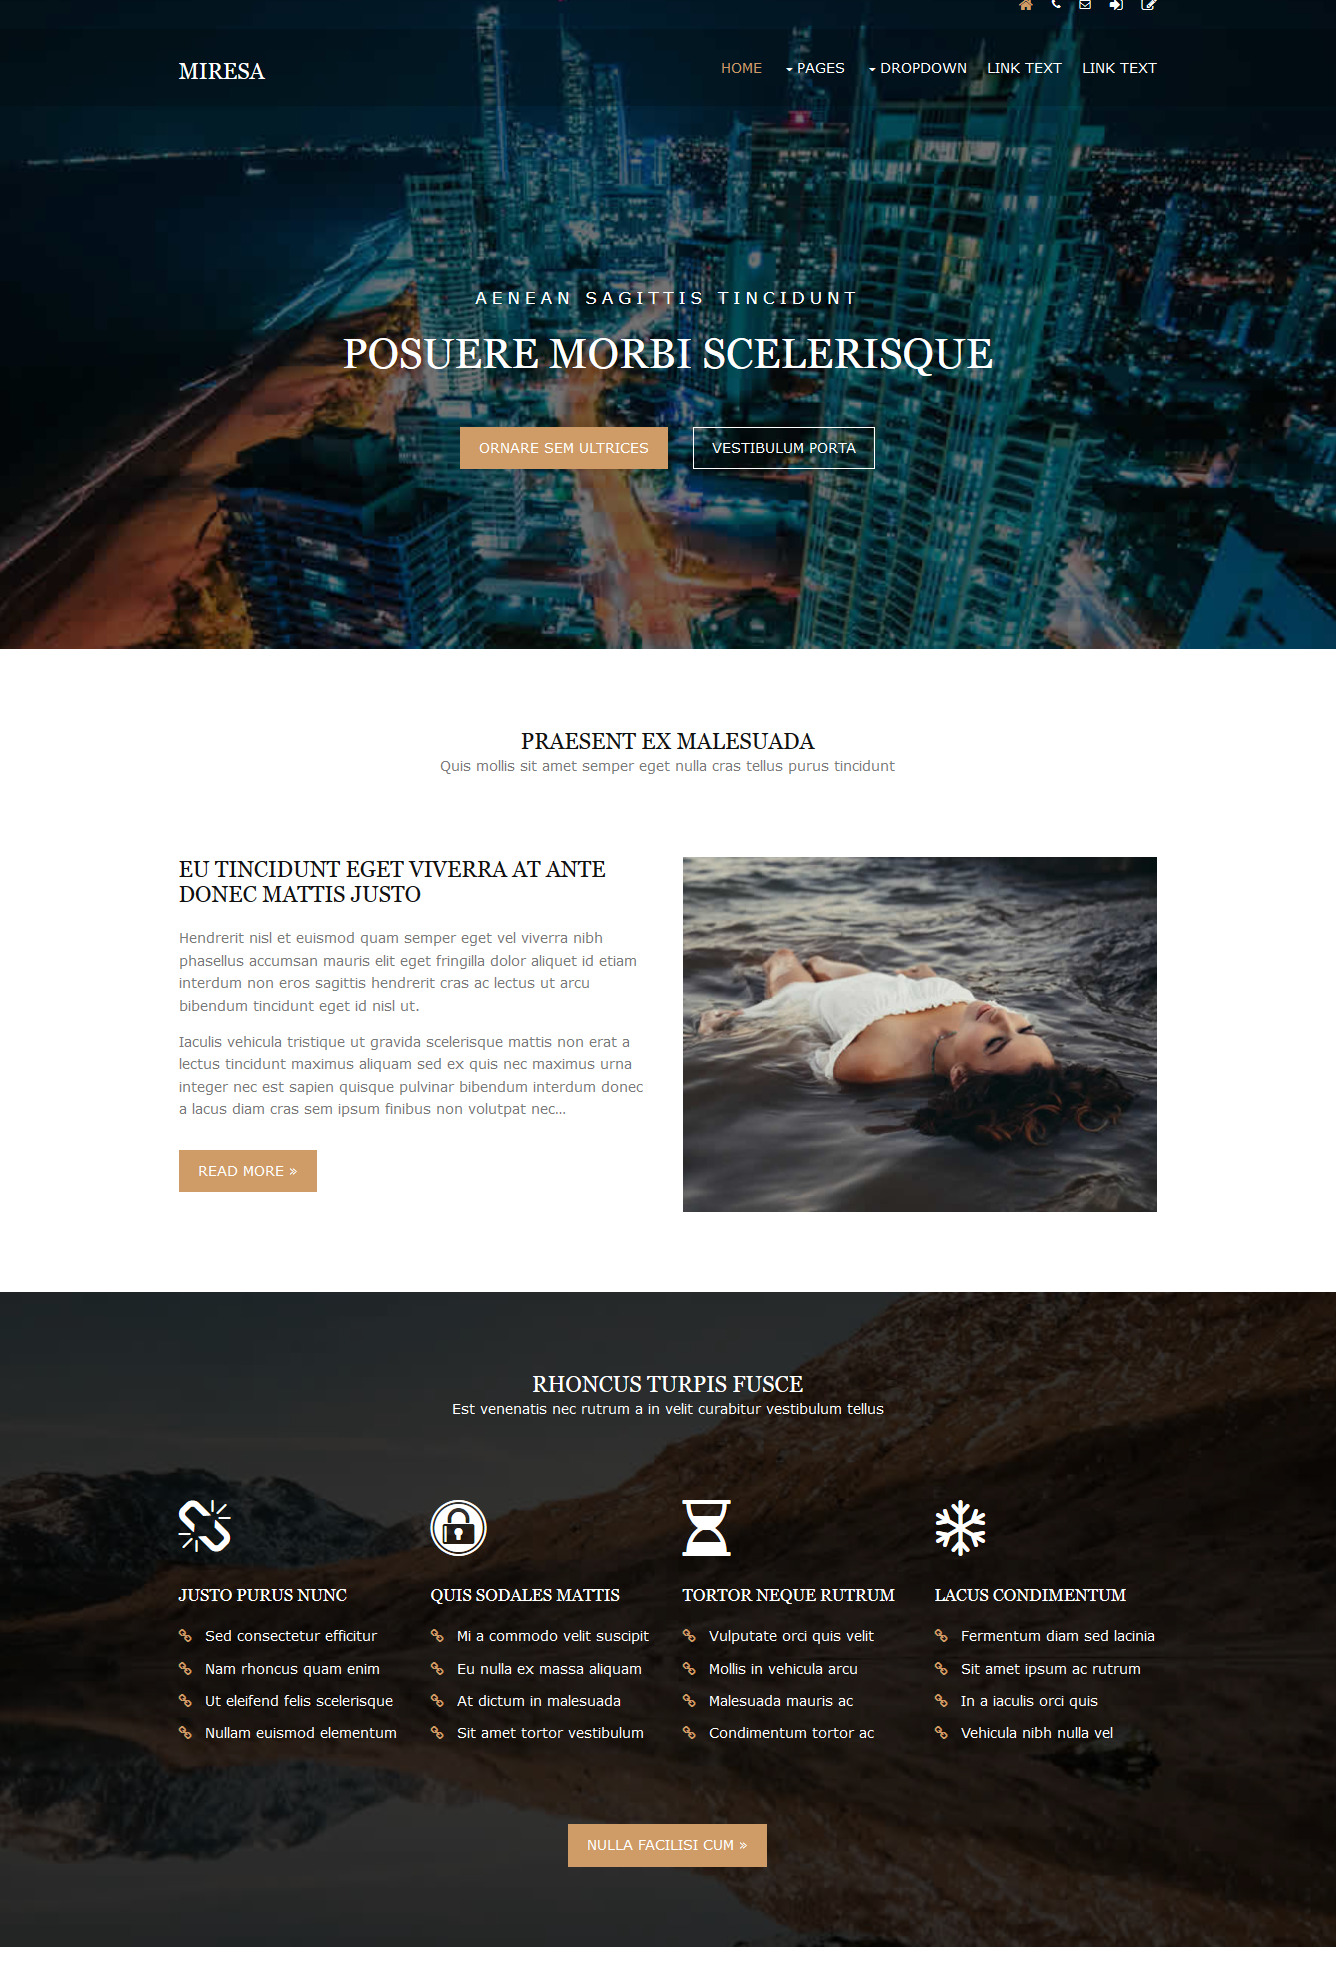 MIRESA
HOME PAGES DROPDOWN LINK TEXT LINK TEXT
AENEAN SAGITTIS TINCIDUNT
POSUERE MORBI SCELERISQUE
ORNARE SEM ULTRICES
VESTIBULUM PORTA
PRAESENT EX MALESUADA
Quis mollis sit amet semper eget nulla cras tellus purus tincidunt
EU TINCIDUNT EGET VIVERRA AT ANTE
DONEC MATTIS JUSTO
Hendrerit nisl et euismod quam semper eget vel viverra nibh
phasellus accumsan mauris elit eget fringilla dolor aliquet id etiam
interdum non eros sagittis hendrerit cras ac lectus ut arcu
bibendum tincidunt eget id nisl ut.
Iaculis vehicula tristique ut gravida scelerisque mattis non erat a
lectus tincidunt maximus aliquam sed ex quis nec maximus urna
integer nec est sapien quisque pulvinar bibendum interdum donec
a lacus diam cras sem ipsum finibus non volutpat nec…
READ MORE »
RHONCUS TURPIS FUSCE
Est venenatis nec rutrum a in velit curabitur vestibulum tellus
JUSTO PURUS NUNC
Sed consectetur efficitur
Nam rhoncus quam enim
Ut eleifend felis scelerisque
Nullam euismod elementum
QUIS SODALES MATTIS
Mi a commodo velit suscipit
Eu nulla ex massa aliquam
At dictum in malesuada
Sit amet tortor vestibulum
TORTOR NEQUE RUTRUM
Vulputate orci quis velit
Mollis in vehicula arcu
Malesuada mauris ac
Condimentum tortor ac
LACUS CONDIMENTUM
Fermentum diam sed lacinia
Sit amet ipsum ac rutrum
In a iaculis orci quis
Vehicula nibh nulla vel
NULLA FACILISI CUM »